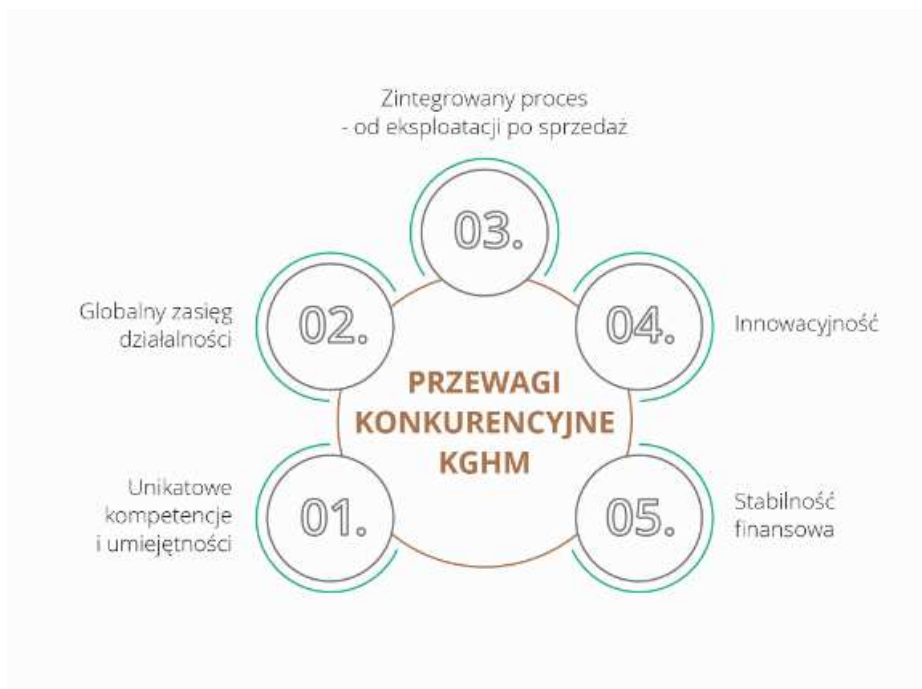 Zintegrowany proces
- od eksploatacji po sprzedaż
03.
Globalny zasięg
działalności
02.
04.
Innowacyjność
PRZEWAGI
KONKURENCYJNE
KGHM
Unikatowe
kompetencje
i umiejętności
01.
05.
Stabilność
finansowa